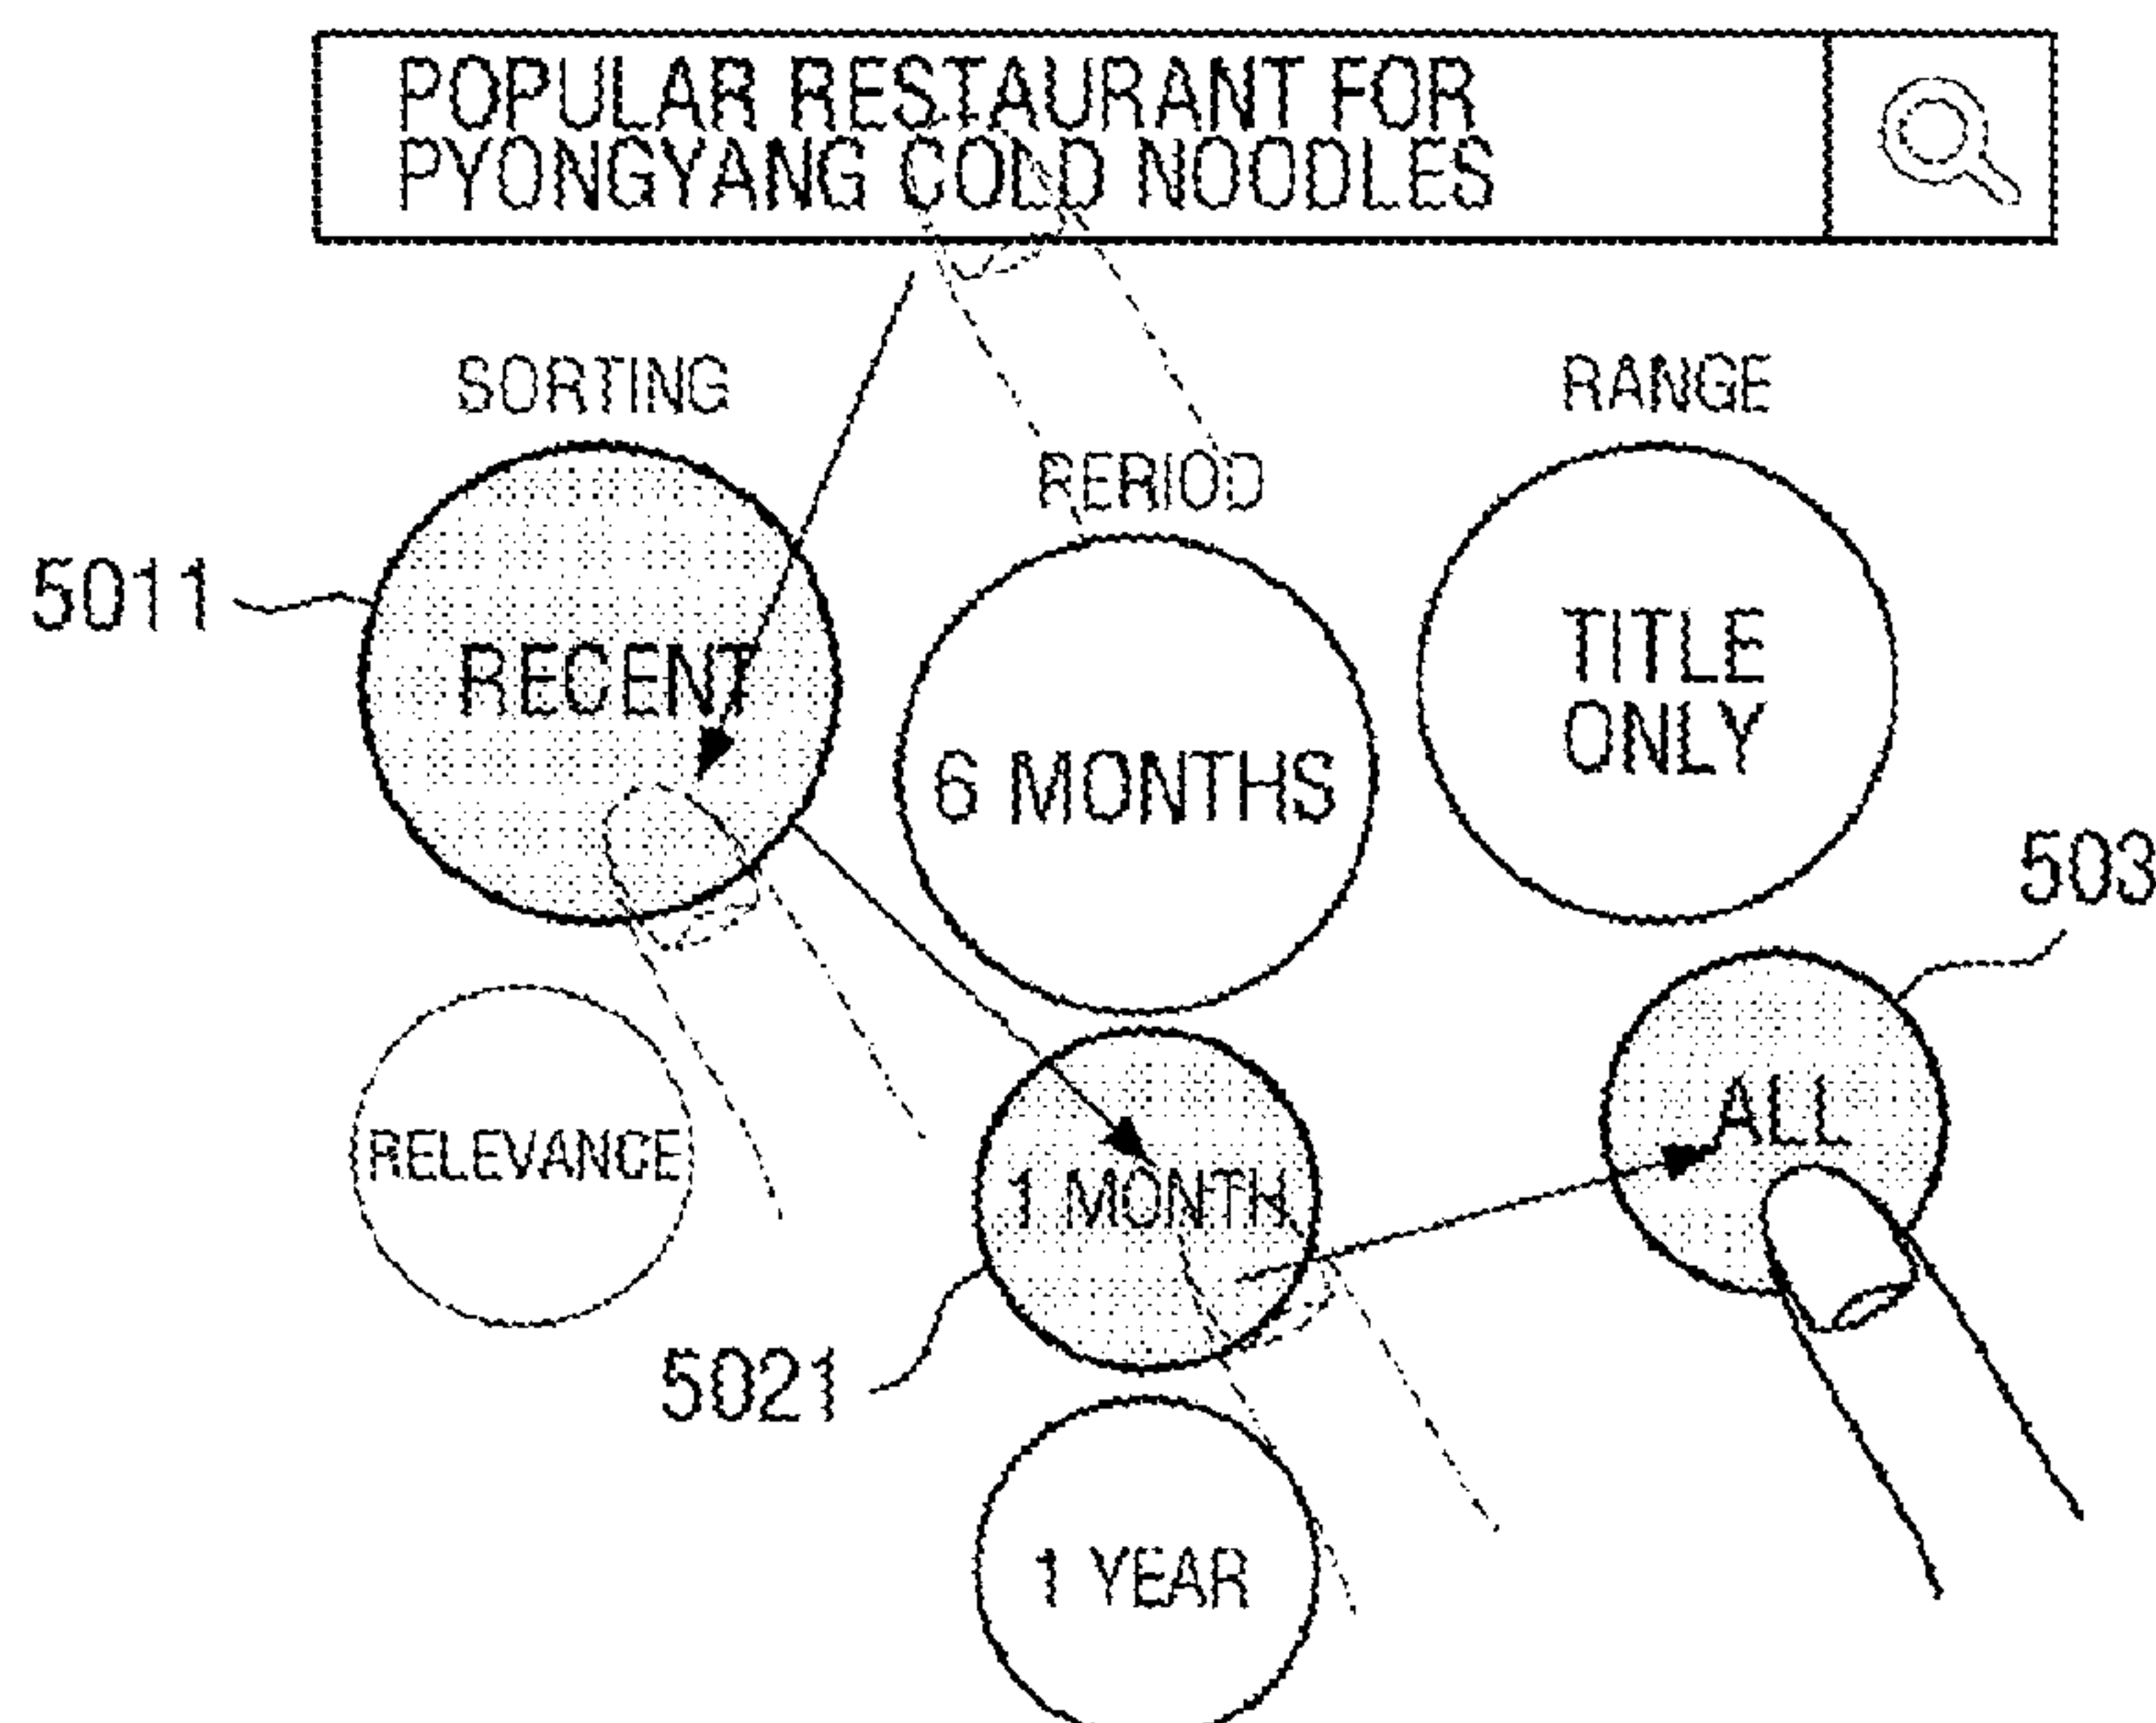 POPULAR RESTAURANT FOR
PYONGYANG COLD NOODLES
SORTING
RANGE
PERIOD
5011
RECENT
TITLE
ONLY
6 MONTHS
503
ALL
RELEVANCE
1 MONTH
5021
1 YEAR